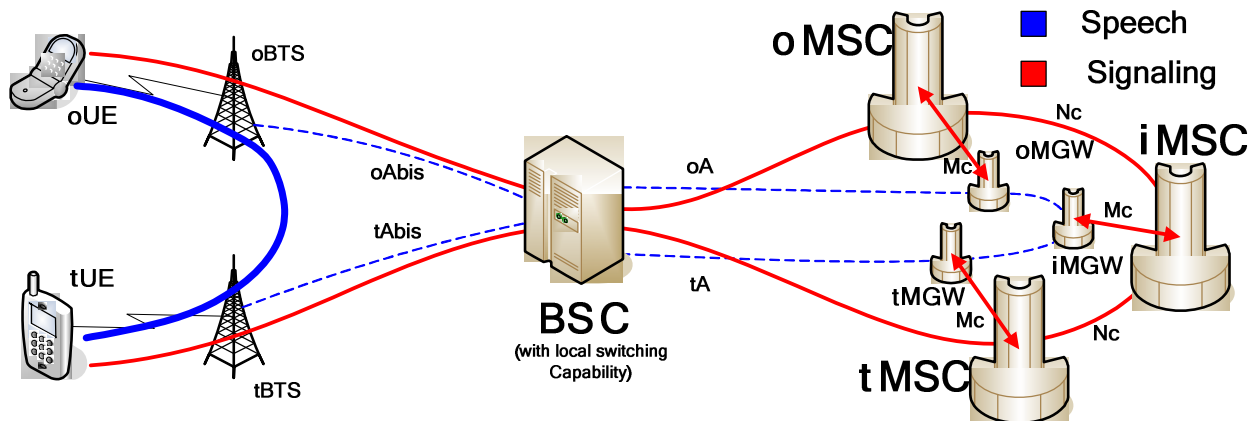 oBTS
oMSC
Speech
Signaling
oUE
oAbis
oA
Mc
oMGW
Nc
iMSC
tAbis
tUE
Mc
iMGW
tA
tMGW
Mc
Nc
BSC
(with local switching
Capability)
tMSC
tBTS